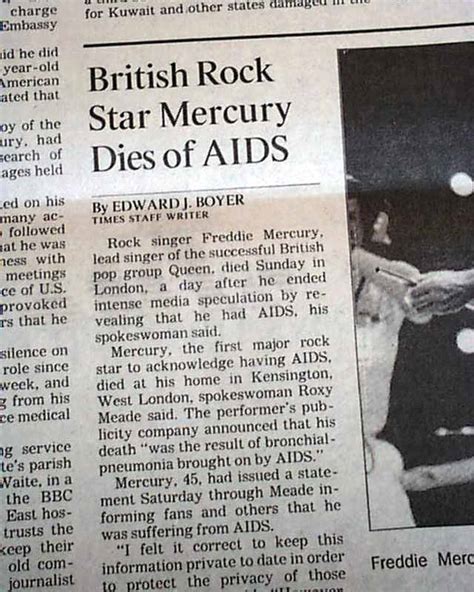 charge
Embassy
id he did
year-old
American
ated that
oy of the
ury, had
search of
ages held
ed on his
many ac-
followed
at he was
ness with
meetings
ce of U.S.
provoked
rs that he
silence on
role since
week, and
g from his
ce medical
ng service
te's parish
Waite, in a
the BBC
East hos-
trusts the
keep their
old com-
journalist
for Kuwait and other states damaged in the
British Rock
Star Mercury
Dies of AIDS
By EDWARD J. BOYER
TIMES STAFF WRITER
Rock singer Freddie Mercury,
lead singer of the successful British
pop group Queen, died Sunday in
London, a day after he ended
intense media speculation by re-
vealing that he had AIDS, his
spokeswoman said.
Mercury, the first major rock
star to acknowledge having AIDS,
died at his home in Kensington,
West London, spokeswoman Roxy
Meade said. The performer's pub-
licity company announced that his
death "was the result of bronchial-
pneumonia brought on by AIDS."
Mercury, 45, had issued a state-
ment Saturday through Meade in-
forming fans and others that he
was suffering from AIDS.
"I felt it correct to keep this
information private to date in order
to protect the privacy of those
Freddie Mercur